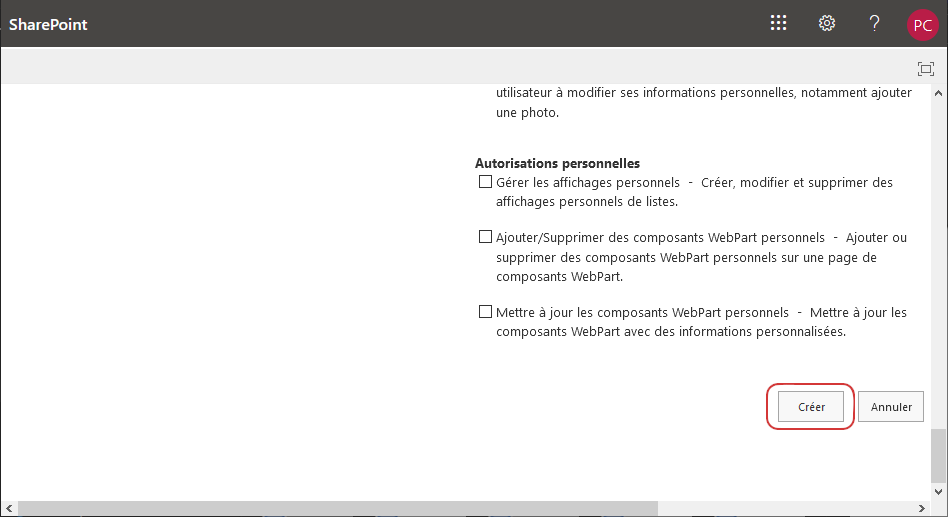 SharePoint
?
PC
utilisateur à modifier ses informations personnelles, notamment ajouter
une photo.
Autorisations personnelles
Gérer les affichages personnels - Créer, modifier et supprimer des
affichages personnels de listes.
Ajouter/Supprimer des composants WebPart personnels - Ajouter ou
supprimer des composants WebPart personnels sur une page de
composants WebPart.
Mettre à jour les composants WebPart personnels - Mettre à jour les
composants WebPart avec des informations personnalisées.
Créer
Annuler